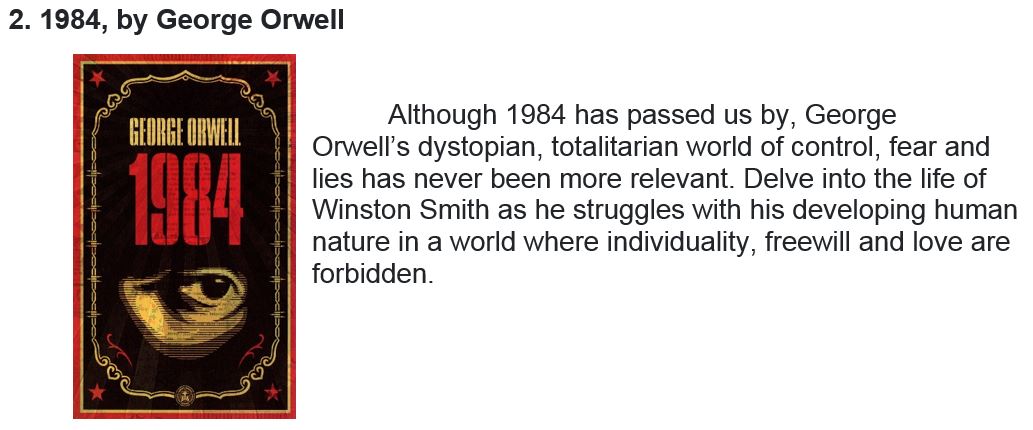 2. 1984, by George Orwell
GEORGE ORWELL
1984
Although 1984 has passed us by, George
Orwell’s dystopian, totalitarian world of control, fear and
lies has never been more relevant. Delve into the life of
Winston Smith as he struggles with his developing human
nature in a world where individuality, freewill and love are
forbidden.